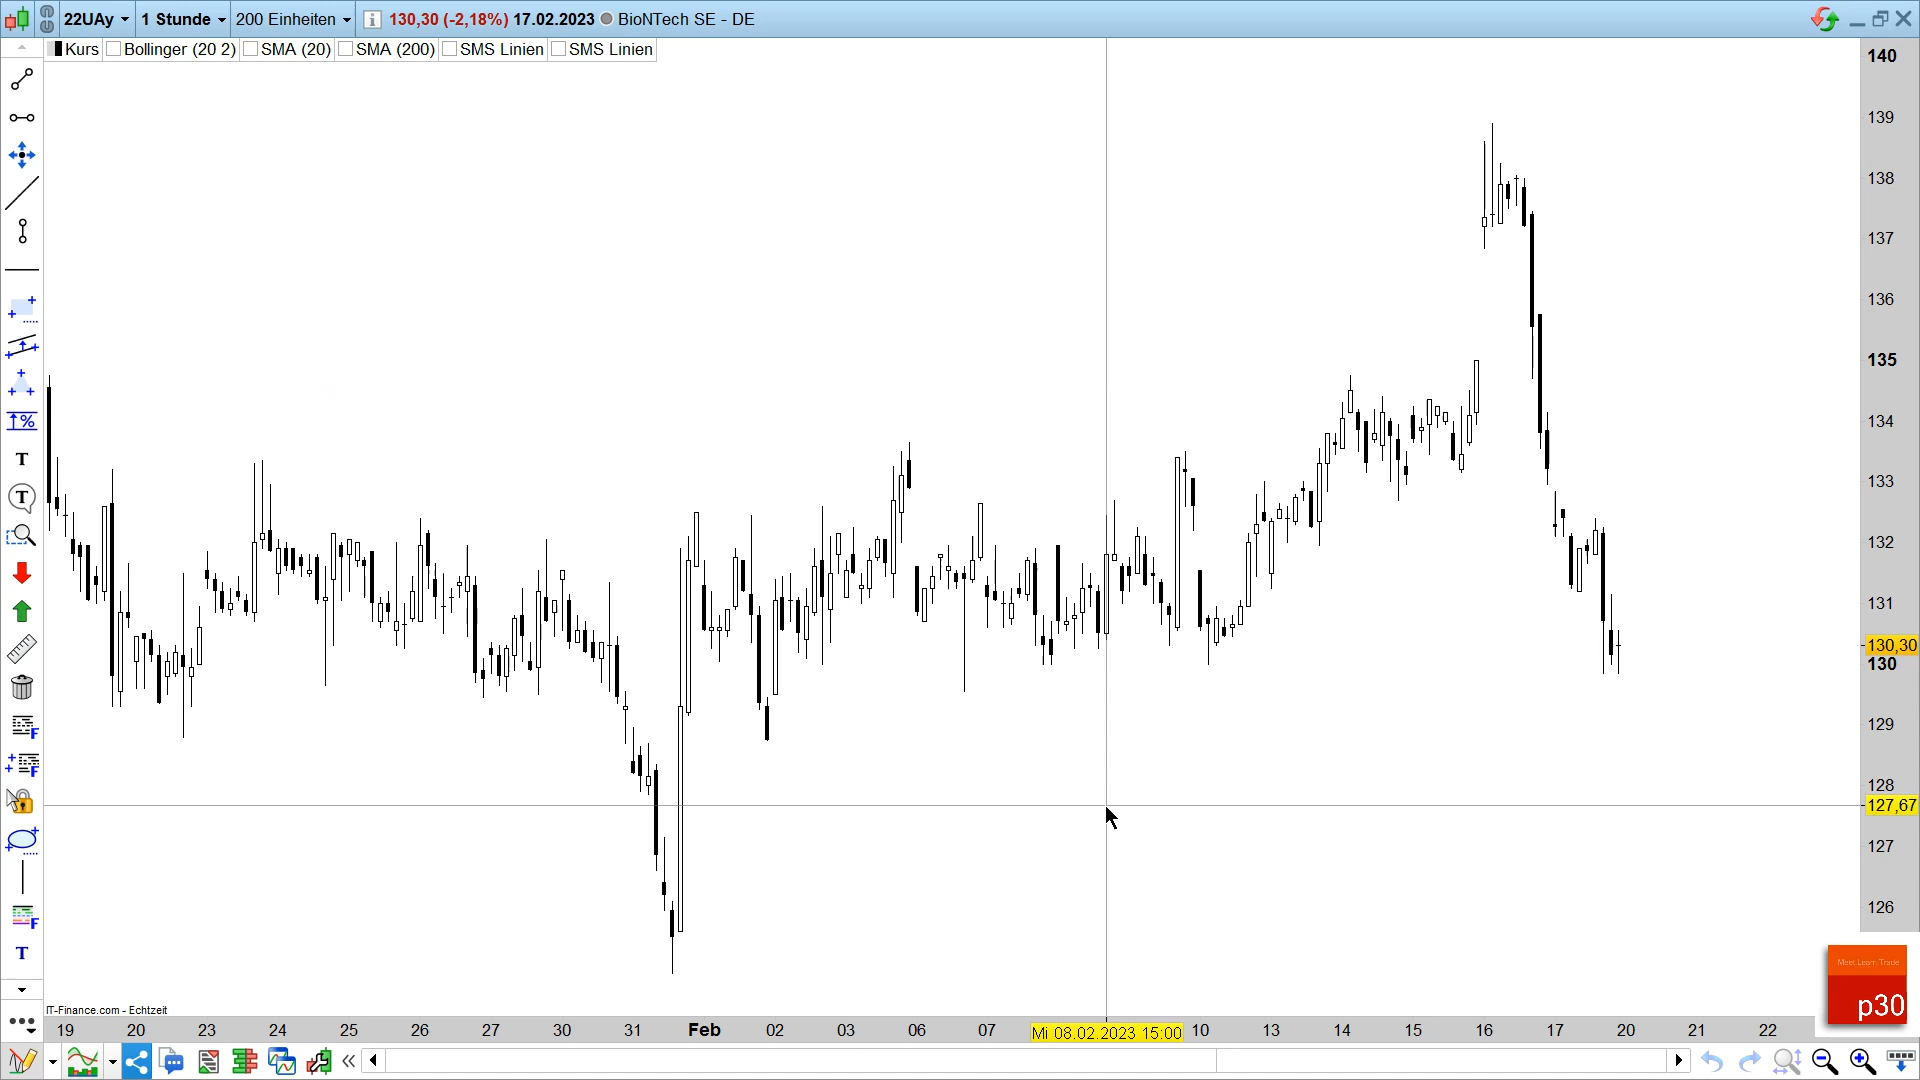 22UAy 1 Stunde 200 Einheiten i 130,30 (-2,18%) 17.02.2023 BioNTech SE - DE
Kurs Bollinger (20 2) SMA (20) SMA (200) SMS Linien SMS Linien
140
139
138
137
136
135
134
133
132
131
130,30
130
129
128
127,67
127
126
%
T
T
F
F
F
T
Meet.Learn.Trade
p30
IT-Finance.com - Echtzeit
19 20 23 24 25 26 27 30 31 Feb 02 03 06 07 Mi 08.02.2023 15:00 10 13 14 15 16 17 20 21 22